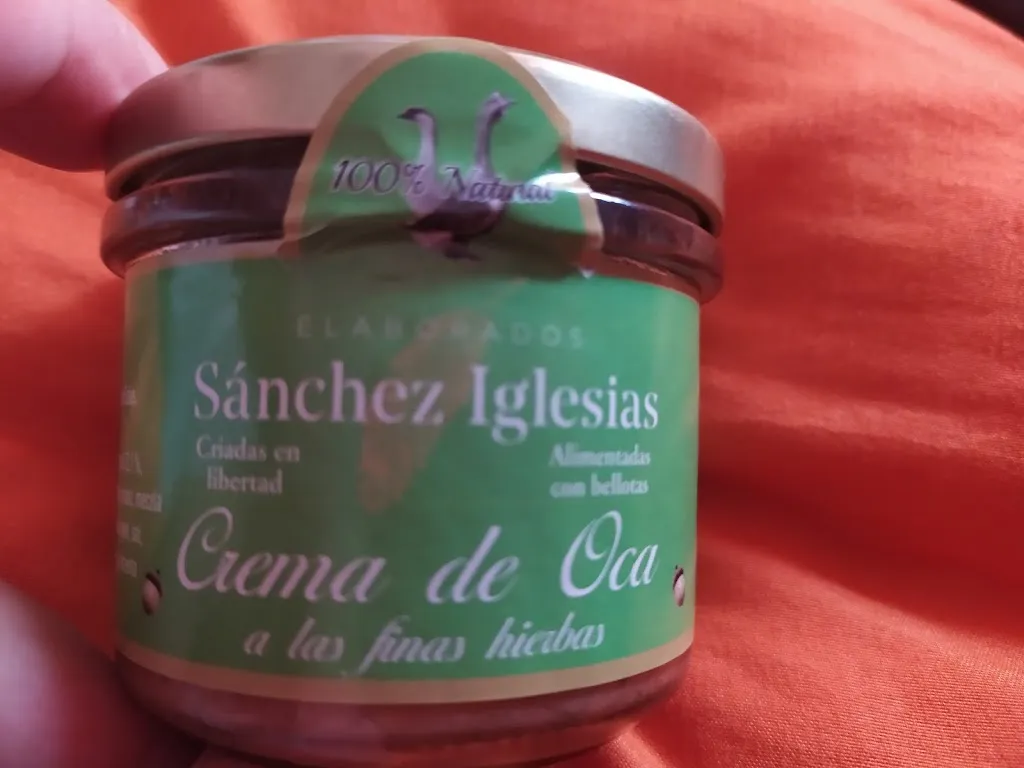 100% Natural
ELABORADOS
Sánchez Iglesias
Criadas en
libertad
Alimentadas
con bellotas
Crema de Oca
a las finas hierbas